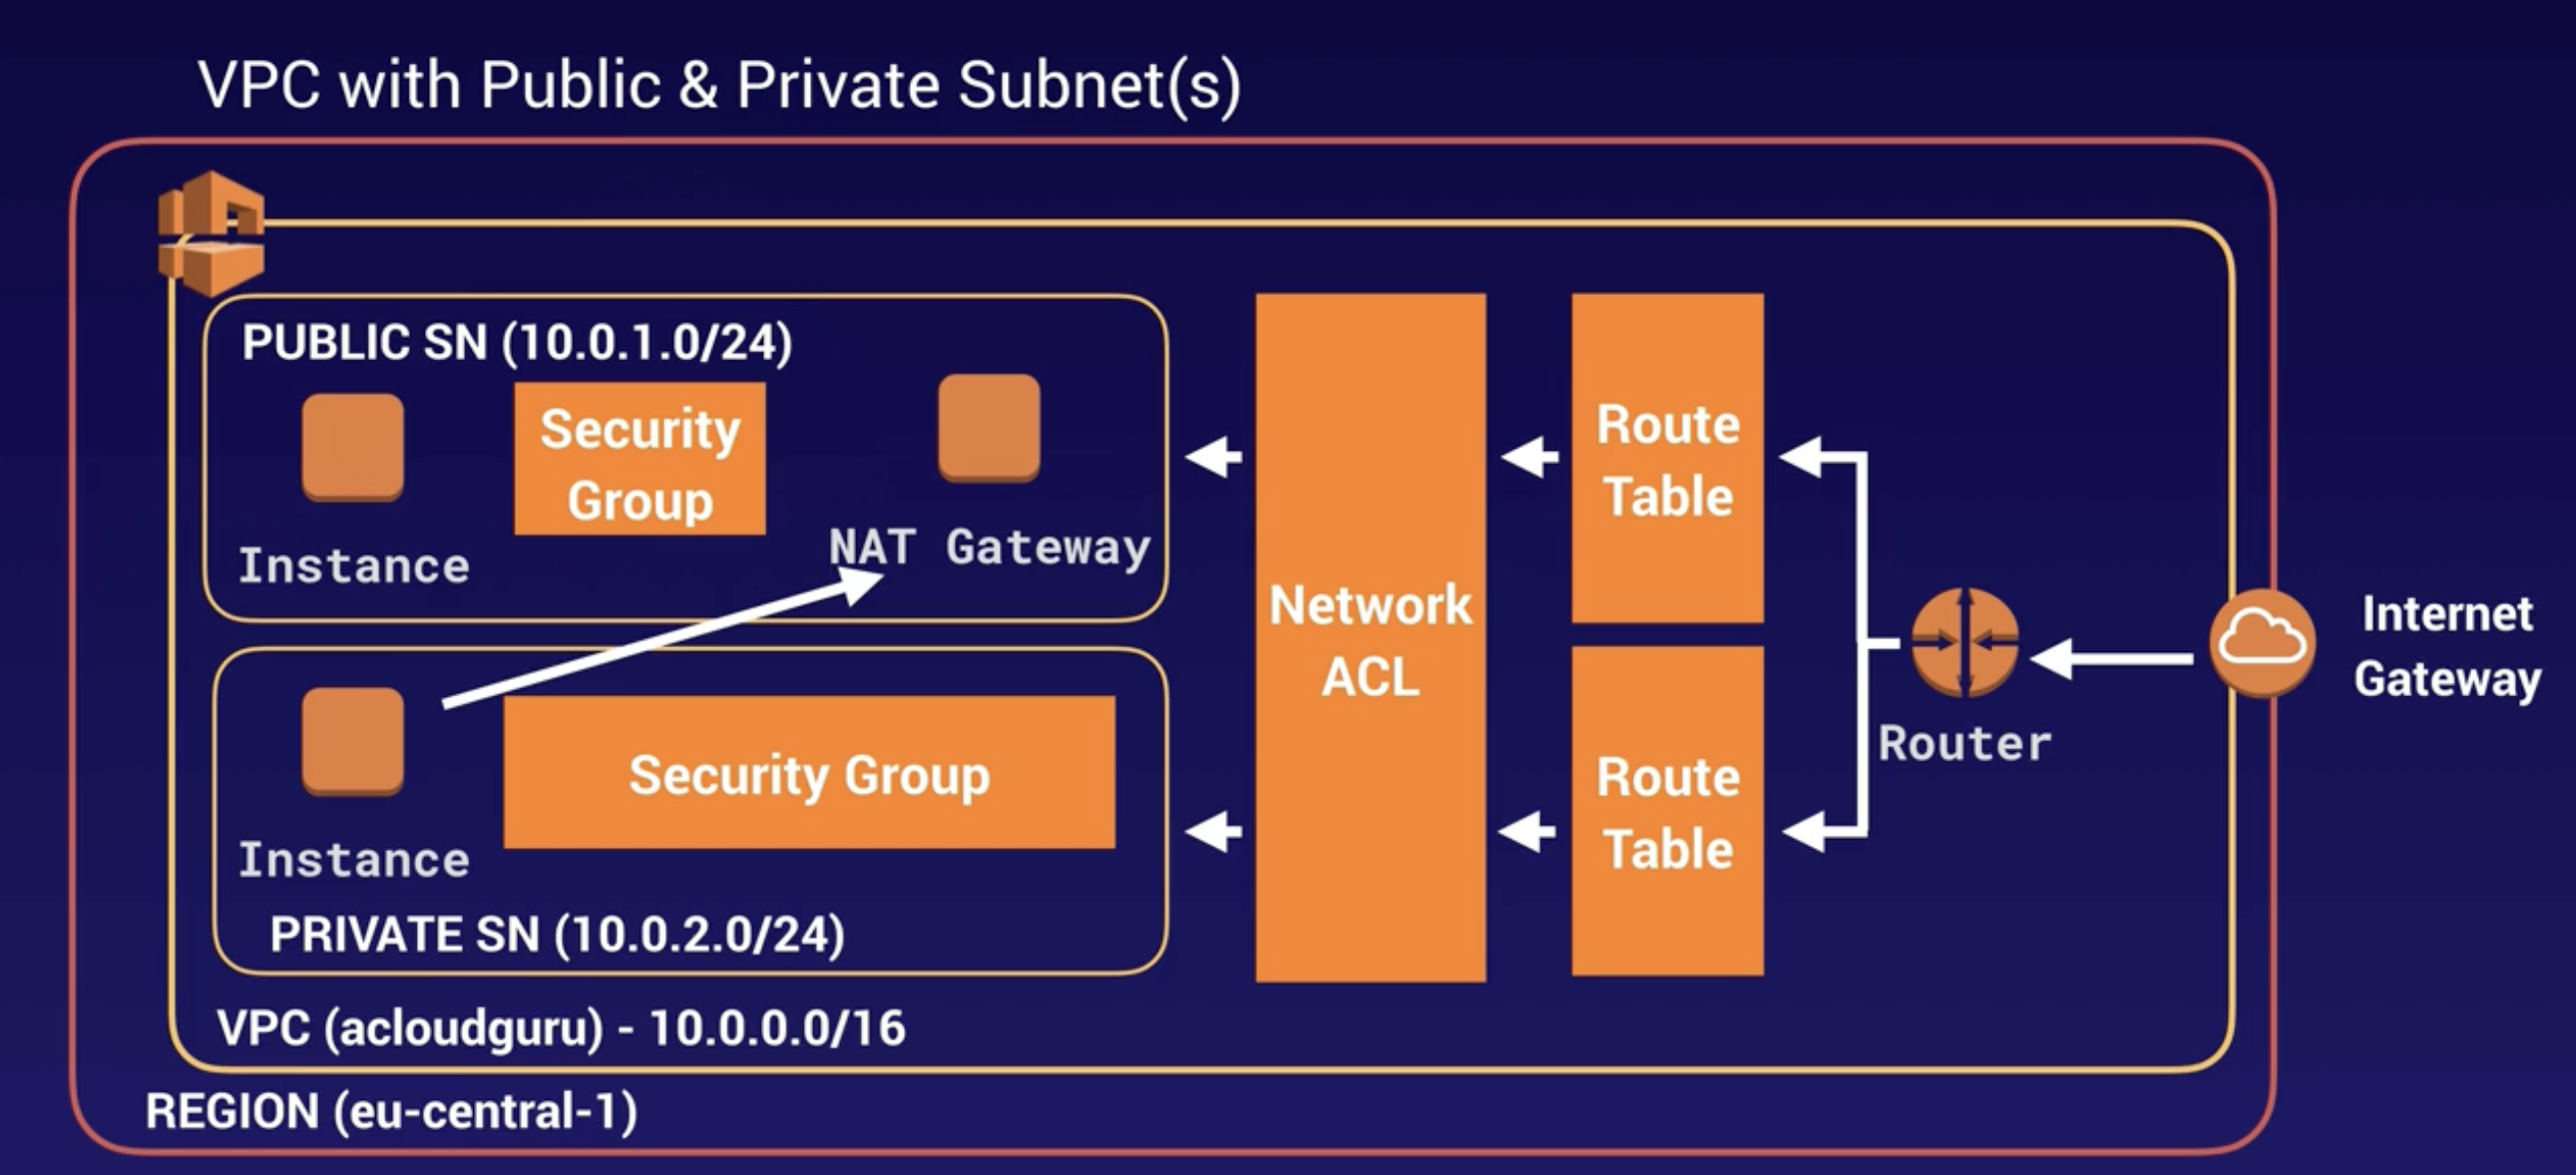 VPC with Public & Private Subnet(s)
PUBLIC SN (10.0.1.0/24)
Security
Group
Instance
NAT Gateway
Security Group
Instance
PRIVATE SN (10.0.2.0/24)
Network
ACL
Route
Table
Route
Table
Router
Internet
Gateway
VPC (acloudguru) - 10.0.0.0/16
REGION (eu-central-1)